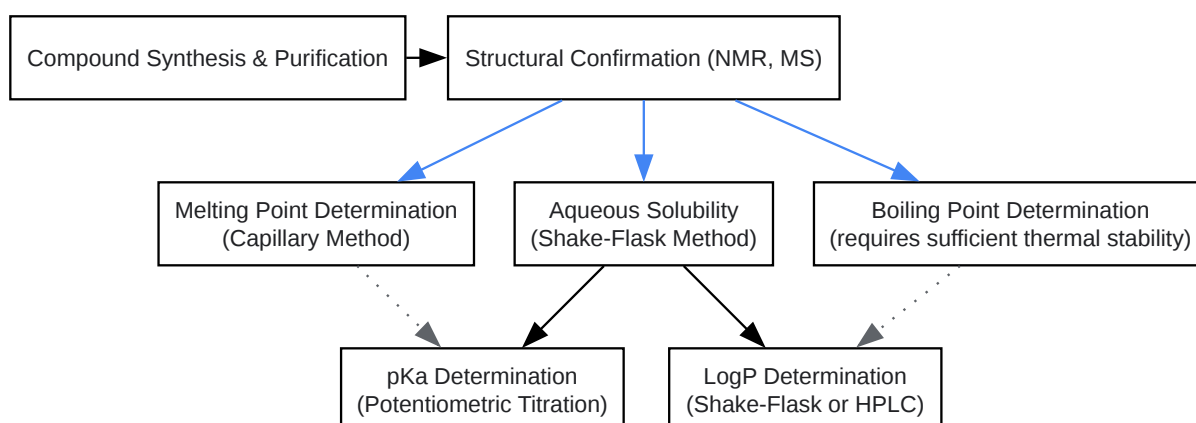 Compound Synthesis & Purification
Structural Confirmation (NMR, MS)
Melting Point Determination
(Capillary Method)
Aqueous Solubility
(Shake-Flask Method)
Boiling Point Determination
(requires sufficient thermal stability)
pKa Determination
(Potentiometric Titration)
LogP Determination
(Shake-Flask or HPLC)